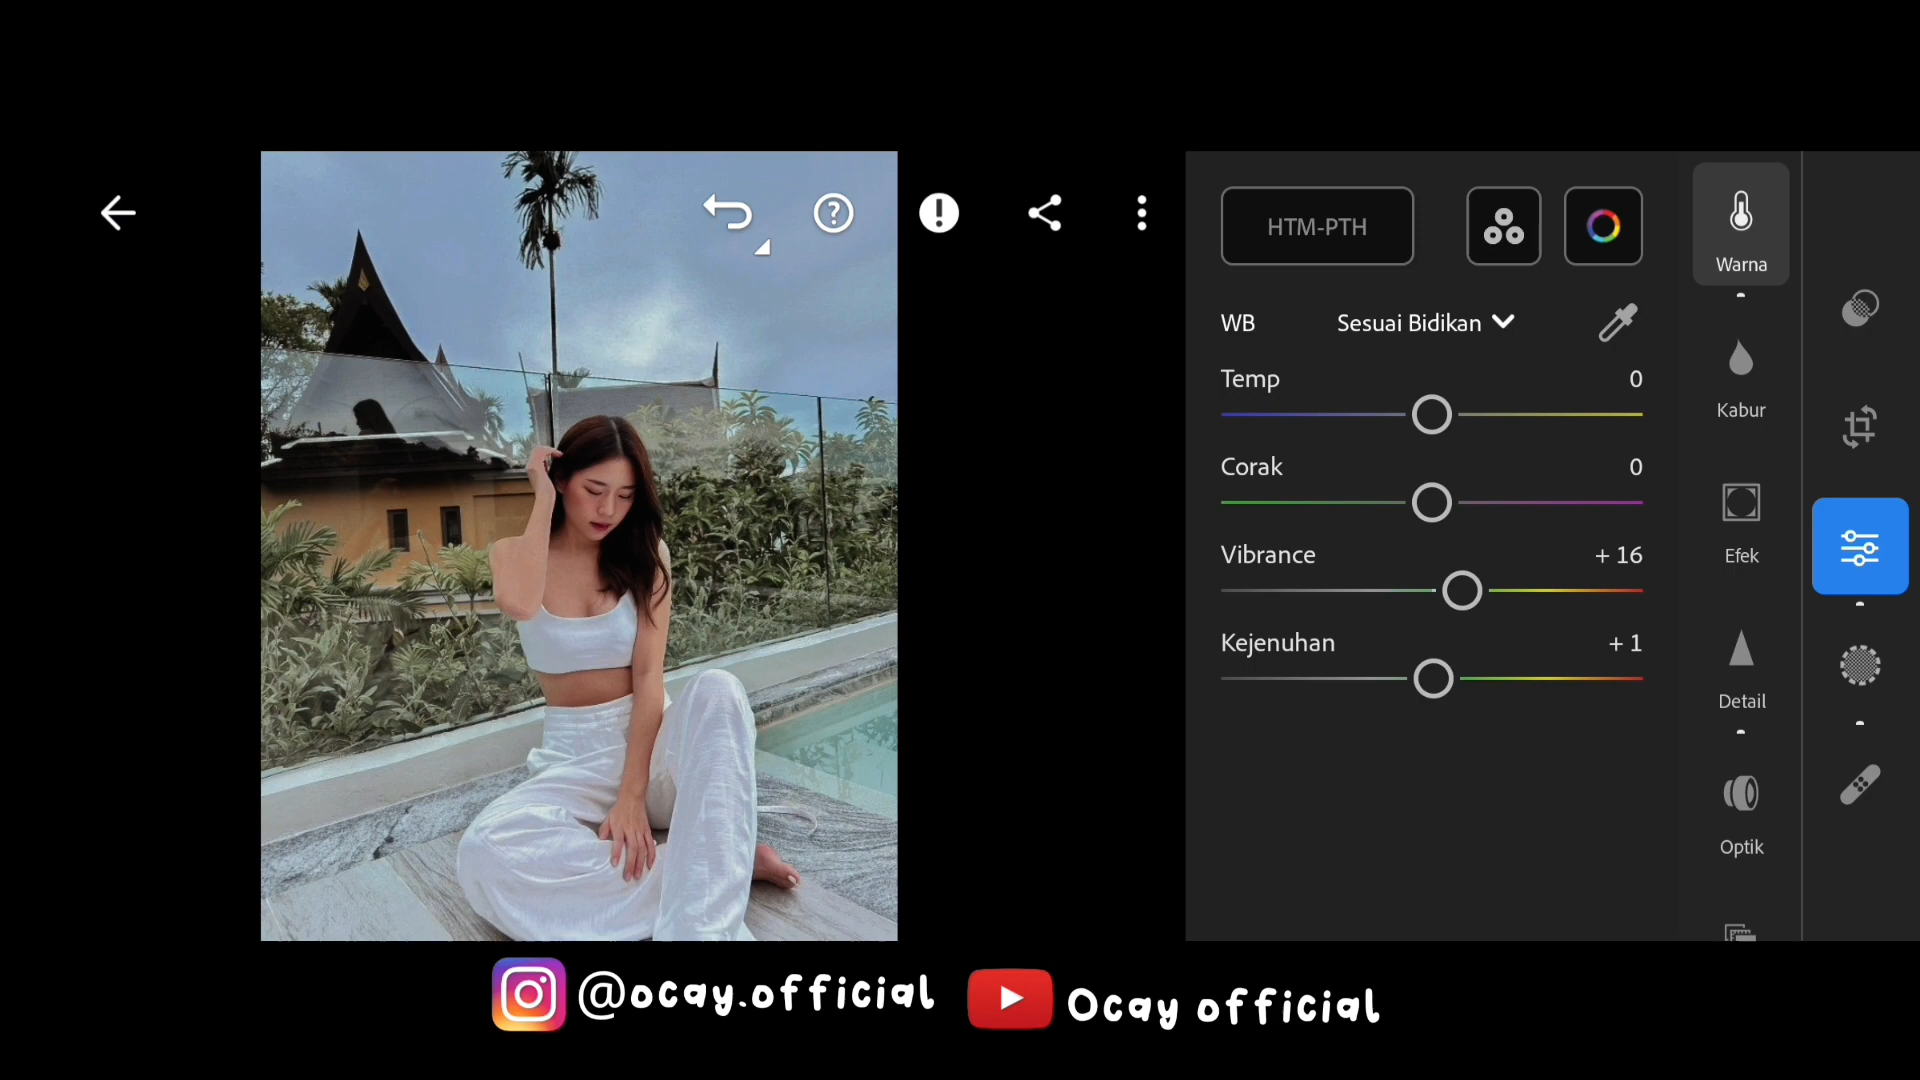 HTM-PTH
Warna
WB Sesuai Bidikan
Temp 0
Kabur
Corak 0
Vibrance + 16
Efek
Kejenuhan + 1
Detail
Optik
@ocay.official
Ocay official